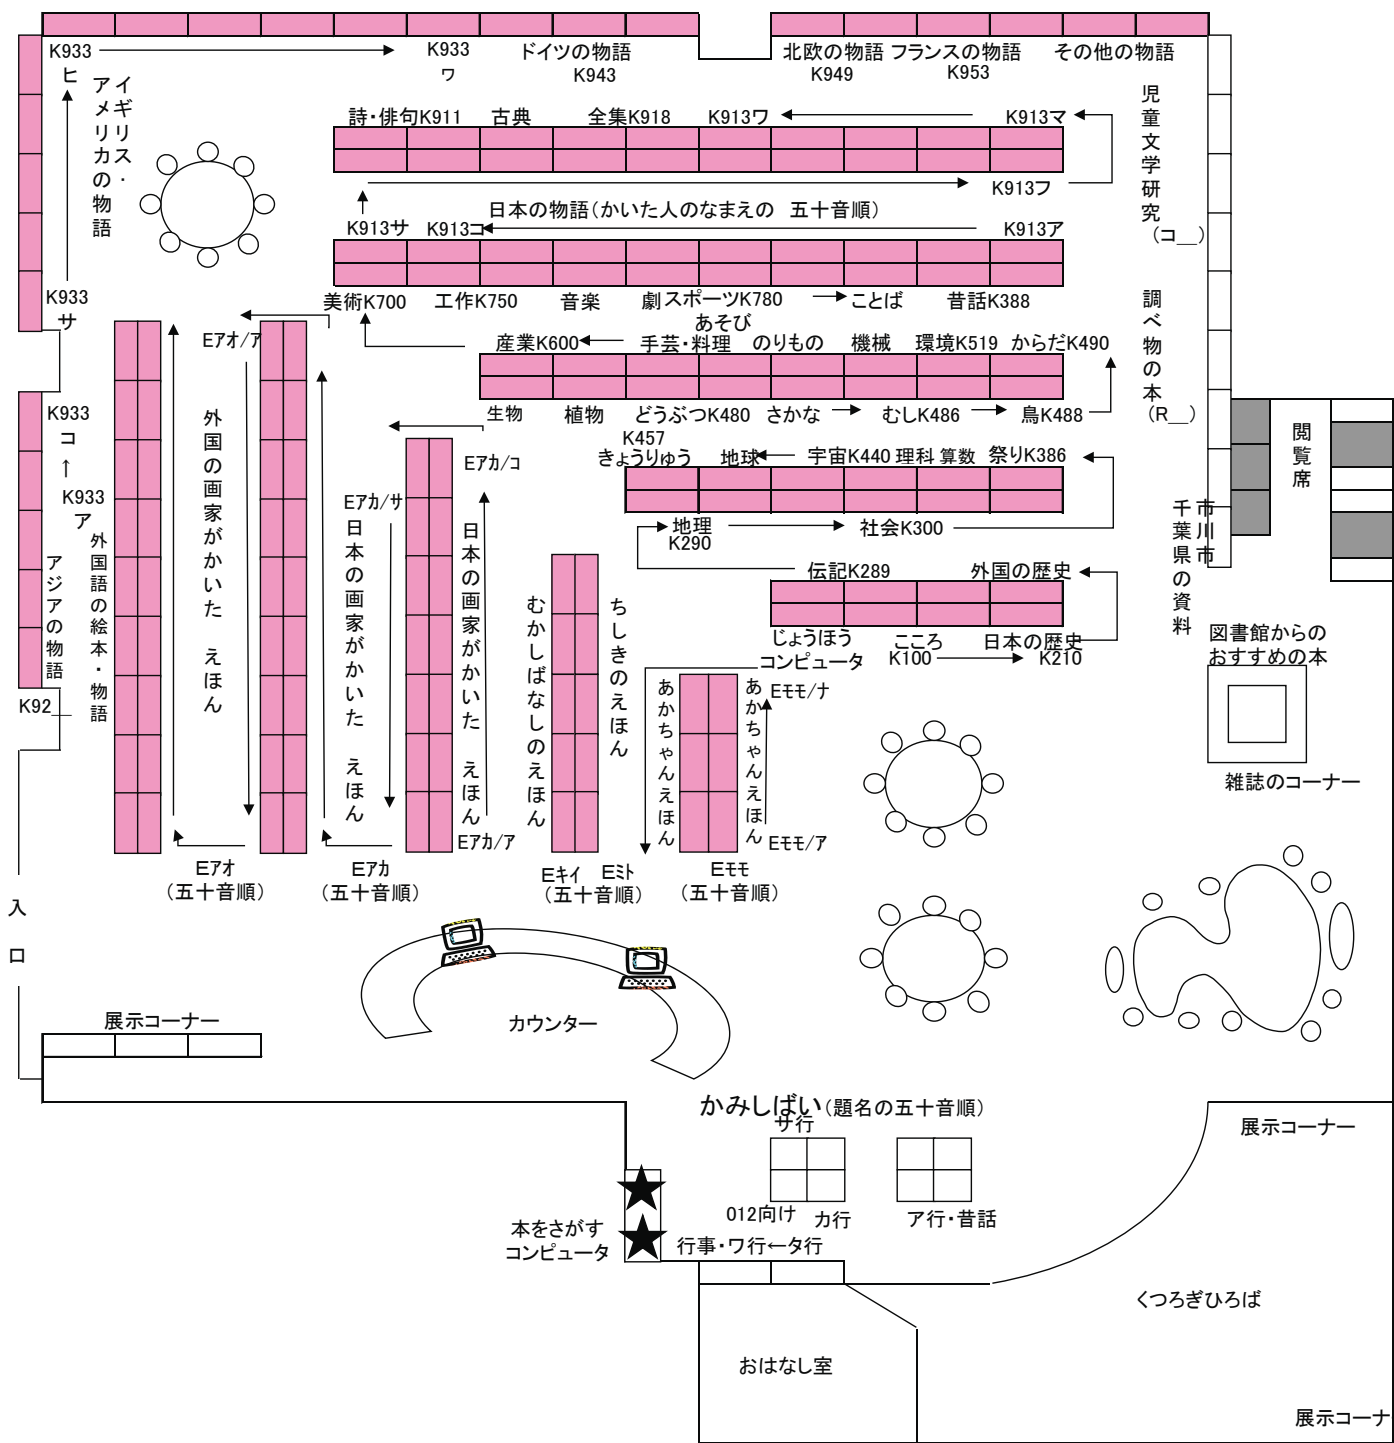 K933
K933
ワ
ドイツの物語
K943
北欧の物語
K949
フランスの物語
K953
その他の物語
ヒ
イギリス・
アメリカの物語
K933
サ
詩・俳句K911
古典
全集K918
K913ワ
K913マ
K913フ
日本の物語(かいた人のなまえの 五十音順)
K913サ
K913コ
K913ア
児童文学研究
(コ__)
美術K700
工作K750
音楽
劇
スポーツK780
あそび
ことば
昔話K388
調べ物の本
(R__)
産業K600
手芸・料理
のりもの
機械
環境K519
からだK490
生物
植物
どうぶつK480
さかな
むしK486
鳥K488
K457
きょうりゅう
地球
宇宙K440
理科
算数
祭りK386
地理
K290
社会K300
伝記K289
外国の歴史
じょうほう
コンピュータ
こころ
K100
日本の歴史
K210
閲覧席
市川市
千葉県の資料
図書館からの
おすすめの本
雑誌のコーナー
K933
コ
↑
K933
ア
アジアの物語
K92__
外国語の絵本・物語
Eアオ/ア
外国の画家がかいた えほん
Eアオ
(五十音順)
Eアカ/サ
日本の画家がかいた えほん
Eアカ
(五十音順)
Eアカ/コ
日本の画家がかいた えほん
Eアカ/ア
むかしばなしのえほん
ちしきのえほん
Eキイ
Eミト
(五十音順)
あかちゃんえほん
あかちゃんえほん
Eモモ/ナ
Eモモ/ア
Eモモ
(五十音順)
入口
展示コーナー
カウンター
かみしばい(題名の五十音順)
サ行
012向け
カ行
ア行・昔話
行事・ワ行←タ行
本をさがす
コンピュータ
展示コーナー
くつろぎひろば
おはなし室
展示コーナ